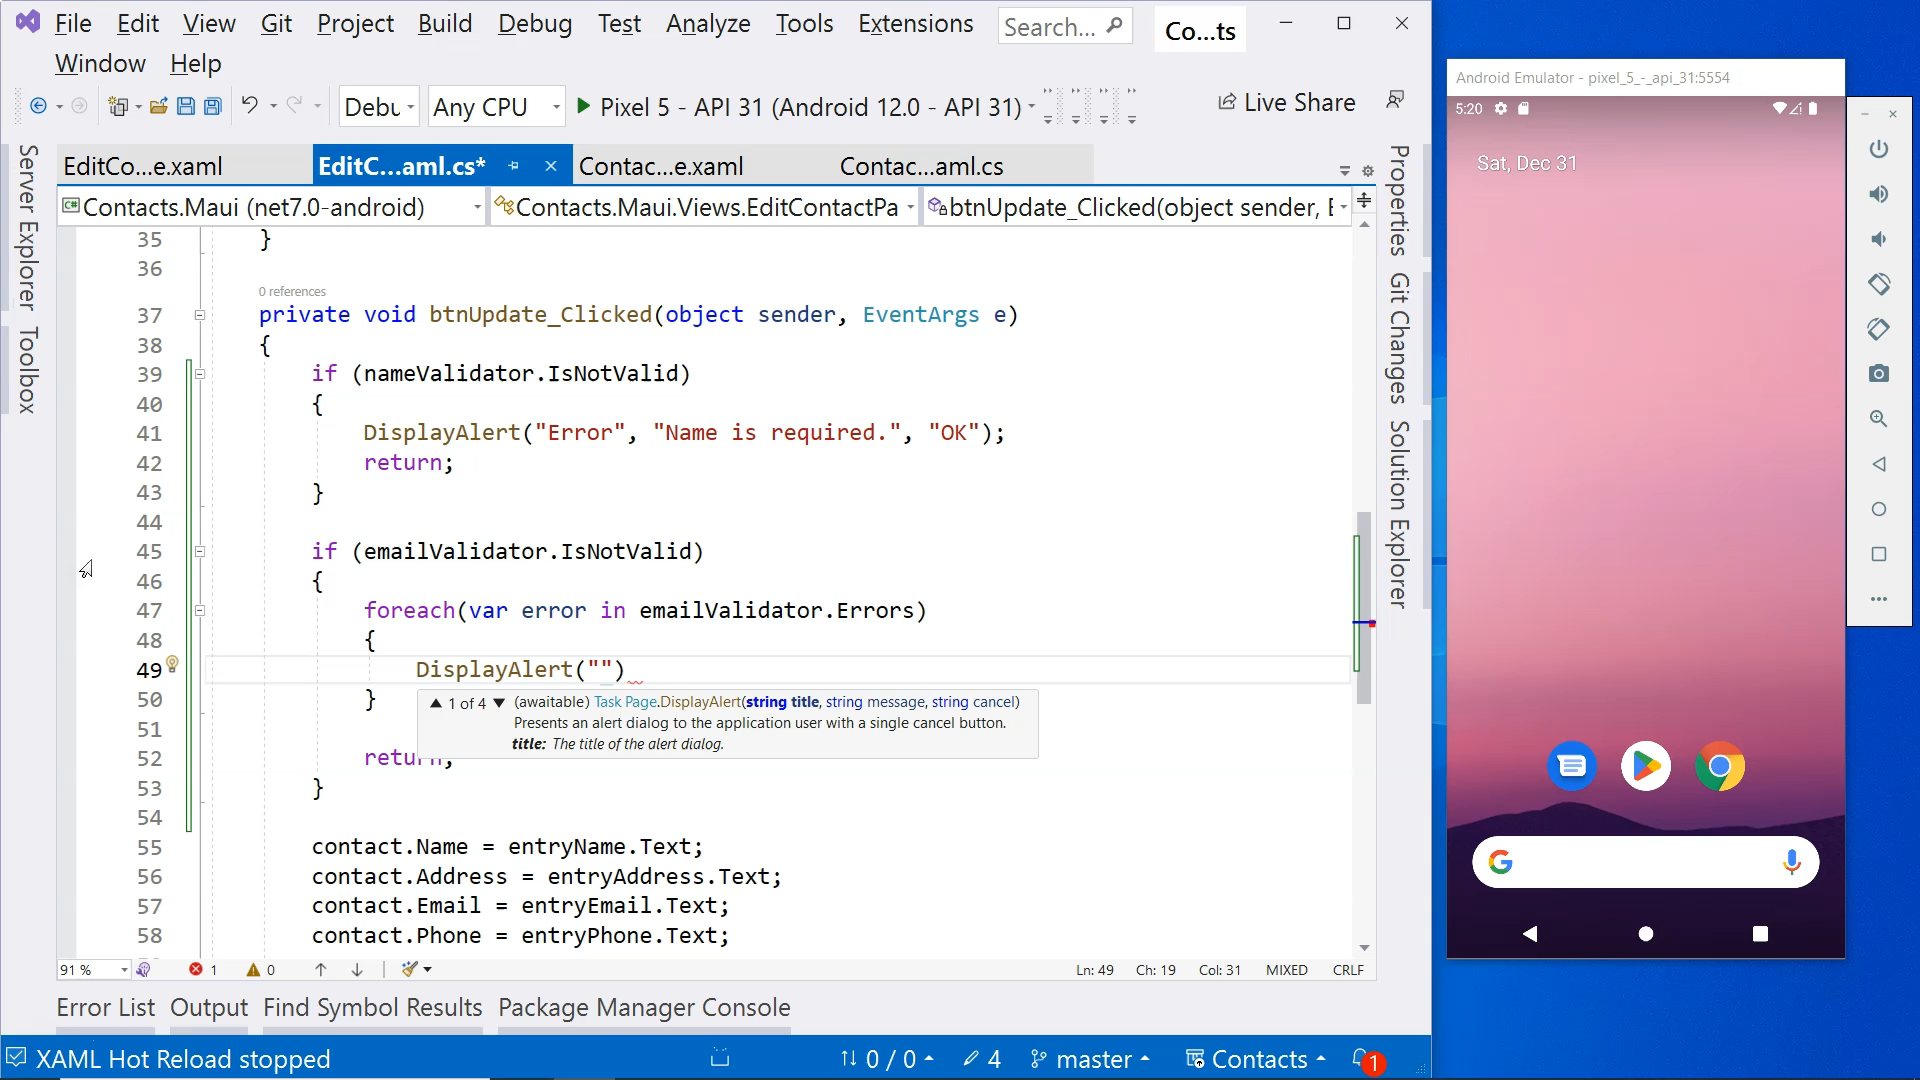 File Edit View Git Project Build Debug Test Analyze Tools Extensions Search... Co...ts
Window Help
Debu Any CPU Pixel 5 - API 31 (Android 12.0 - API 31) Live Share
EditCo...e.xaml EditC...aml.cs* Contac...e.xaml Contac...aml.cs
Contacts.Maui (net7.0-android) Contacts.Maui.Views.EditContactPa btnUpdate_Clicked(object sender, E
Server Explorer
Toolbox
35 }
36
0 references
37 private void btnUpdate_Clicked(object sender, EventArgs e)
38 {
39 if (nameValidator.IsNotValid)
40 {
41 DisplayAlert("Error", "Name is required.", "OK");
42 return;
43 }
44
45 if (emailValidator.IsNotValid)
46 {
47 foreach(var error in emailValidator.Errors)
48 {
49 DisplayAlert("")
50 }
1 of 4 (awaitable) Task Page.DisplayAlert(string title, string message, string cancel)
Presents an alert dialog to the application user with a single cancel button.
title: The title of the alert dialog.
51
52 return;
53 }
54
55 contact.Name = entryName.Text;
56 contact.Address = entryAddress.Text;
57 contact.Email = entryEmail.Text;
58 contact.Phone = entryPhone.Text;
91 % 1 0 Ln: 49 Ch: 19 Col: 31 MIXED CRLF
Error List Output Find Symbol Results Package Manager Console
XAML Hot Reload stopped 0 / 0 4 master Contacts 1
Properties
Git Changes
Solution Explorer
Android Emulator - pixel_5_-_api_31:5554
5:20
Sat, Dec 31